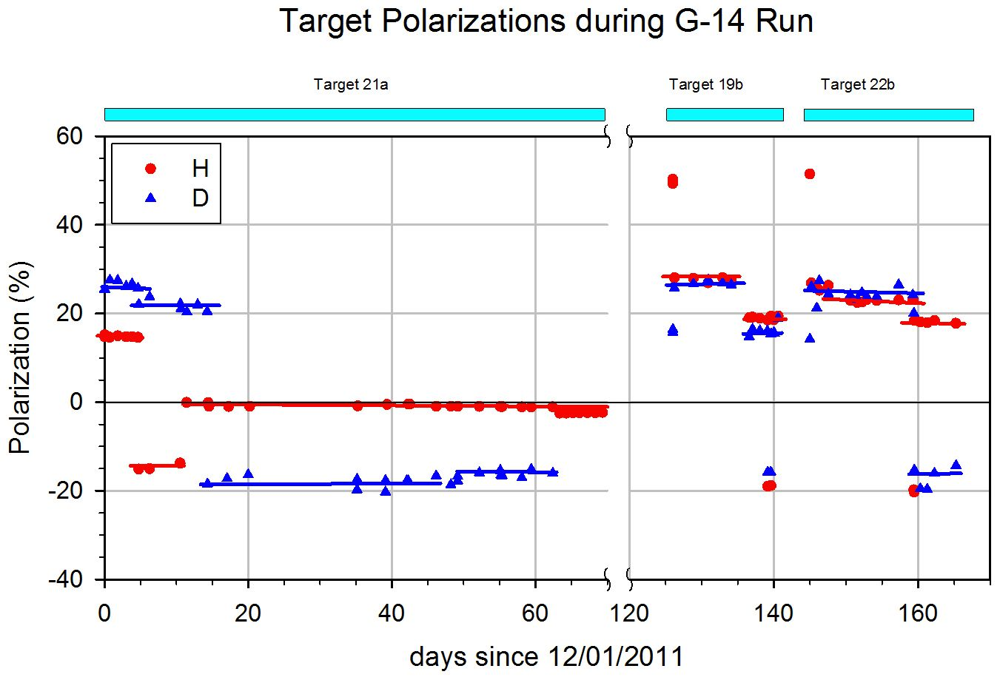 Target Polarizations during G-14 Run
Target 21a
Target 19b
Target 22b
60
40
20
0
-20
-40
H
D
Polarization (%)
0
20
40
60
120
140
160
days since 12/01/2011